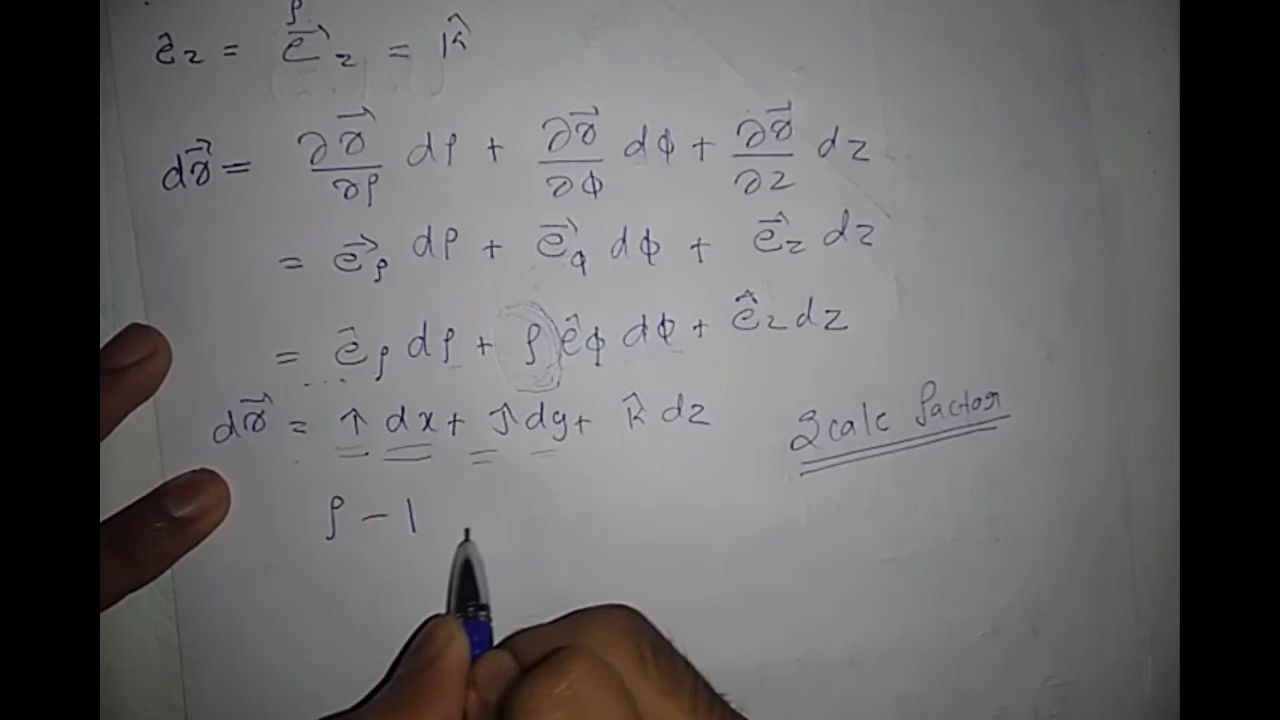 ê_z = e⃗_z = k̂
dr⃗ = ∂r⃗/∂ρ dρ + ∂r⃗/∂ϕ dϕ + ∂r⃗/∂z dz
= e⃗_ρ dρ + e⃗_ϕ dϕ + e⃗_z dz
= ê_ρ dρ + ρ ê_ϕ dϕ + ê_z dz
dr⃗ = î dx + ĵ dy + k̂ dz
Scale factor
ρ - 1